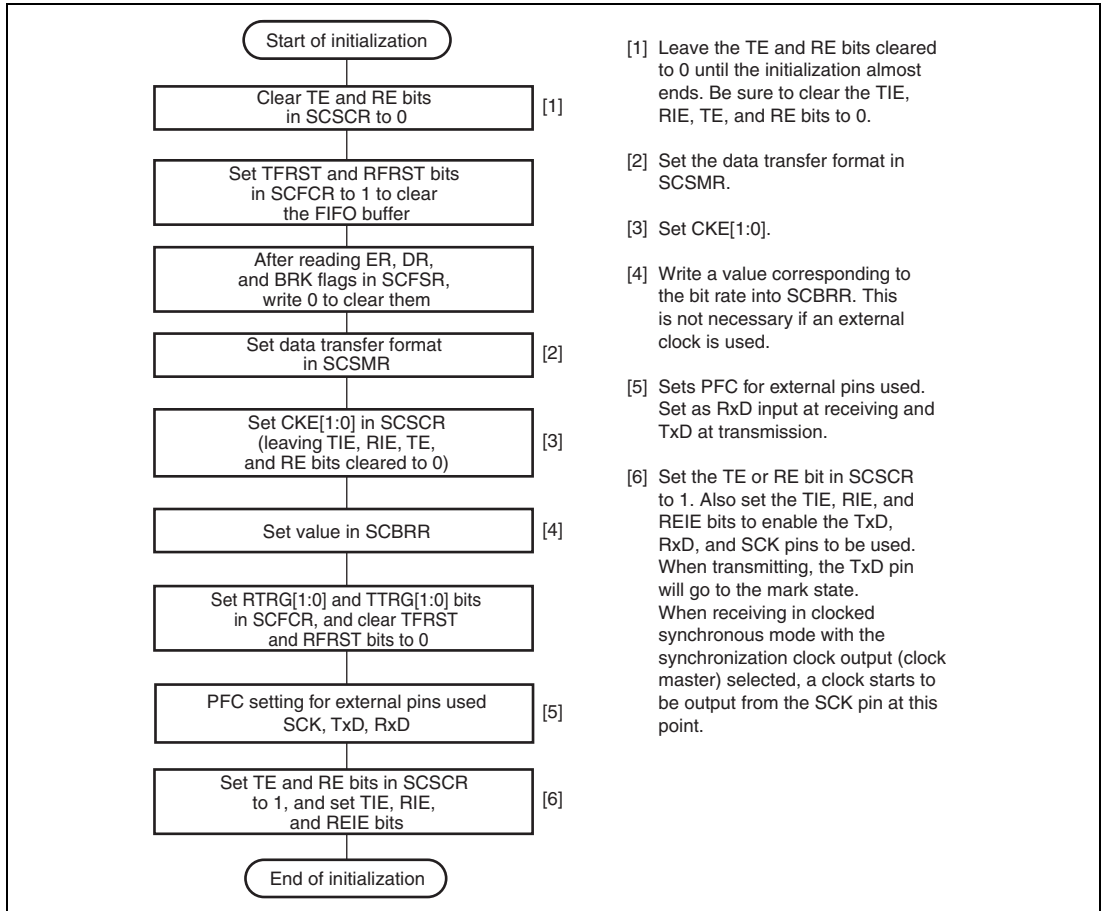 Start of initialization
Clear TE and RE bits
in SCSCR to 0
[1]
Set TFRST and RFRST bits
in SCFCR to 1 to clear
the FIFO buffer
After reading ER, DR,
and BRK flags in SCFSR,
write 0 to clear them
Set data transfer format
in SCSMR
[2]
Set CKE[1:0] in SCSCR
(leaving TIE, RIE, TE,
and RE bits cleared to 0)
[3]
Set value in SCBRR
[4]
Set RTRG[1:0] and TTRG[1:0] bits
in SCFCR, and clear TFRST
and RFRST bits to 0
PFC setting for external pins used
SCK, TxD, RxD
[5]
Set TE and RE bits in SCSCR
to 1, and set TIE, RIE,
and REIE bits
[6]
End of initialization
[1] Leave the TE and RE bits cleared
to 0 until the initialization almost
ends. Be sure to clear the TIE,
RIE, TE, and RE bits to 0.
[2] Set the data transfer format in
SCSMR.
[3] Set CKE[1:0].
[4] Write a value corresponding to
the bit rate into SCBRR. This
is not necessary if an external
clock is used.
[5] Sets PFC for external pins used.
Set as RxD input at receiving and
TxD at transmission.
[6] Set the TE or RE bit in SCSCR
to 1. Also set the TIE, RIE, and
REIE bits to enable the TxD,
RxD, and SCK pins to be used.
When transmitting, the TxD pin
will go to the mark state.
When receiving in clocked
synchronous mode with the
synchronization clock output (clock
master) selected, a clock starts to
be output from the SCK pin at this
point.